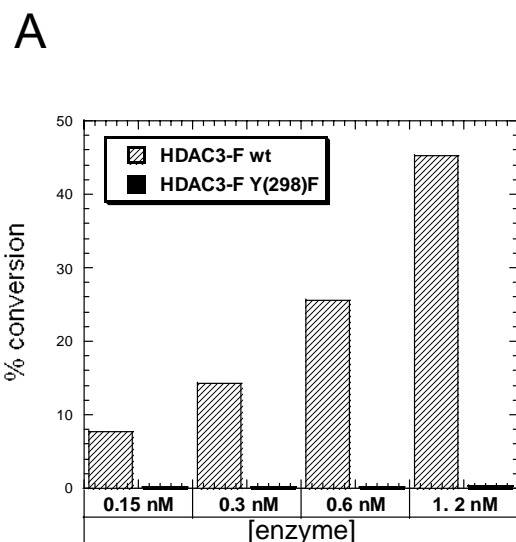 A
50
HDAC3-F wt
HDAC3-F Y(298)F
40
30
20
10
0
% conversion
0.15 nM 0.3 nM 0.6 nM 1. 2 nM
[enzyme]